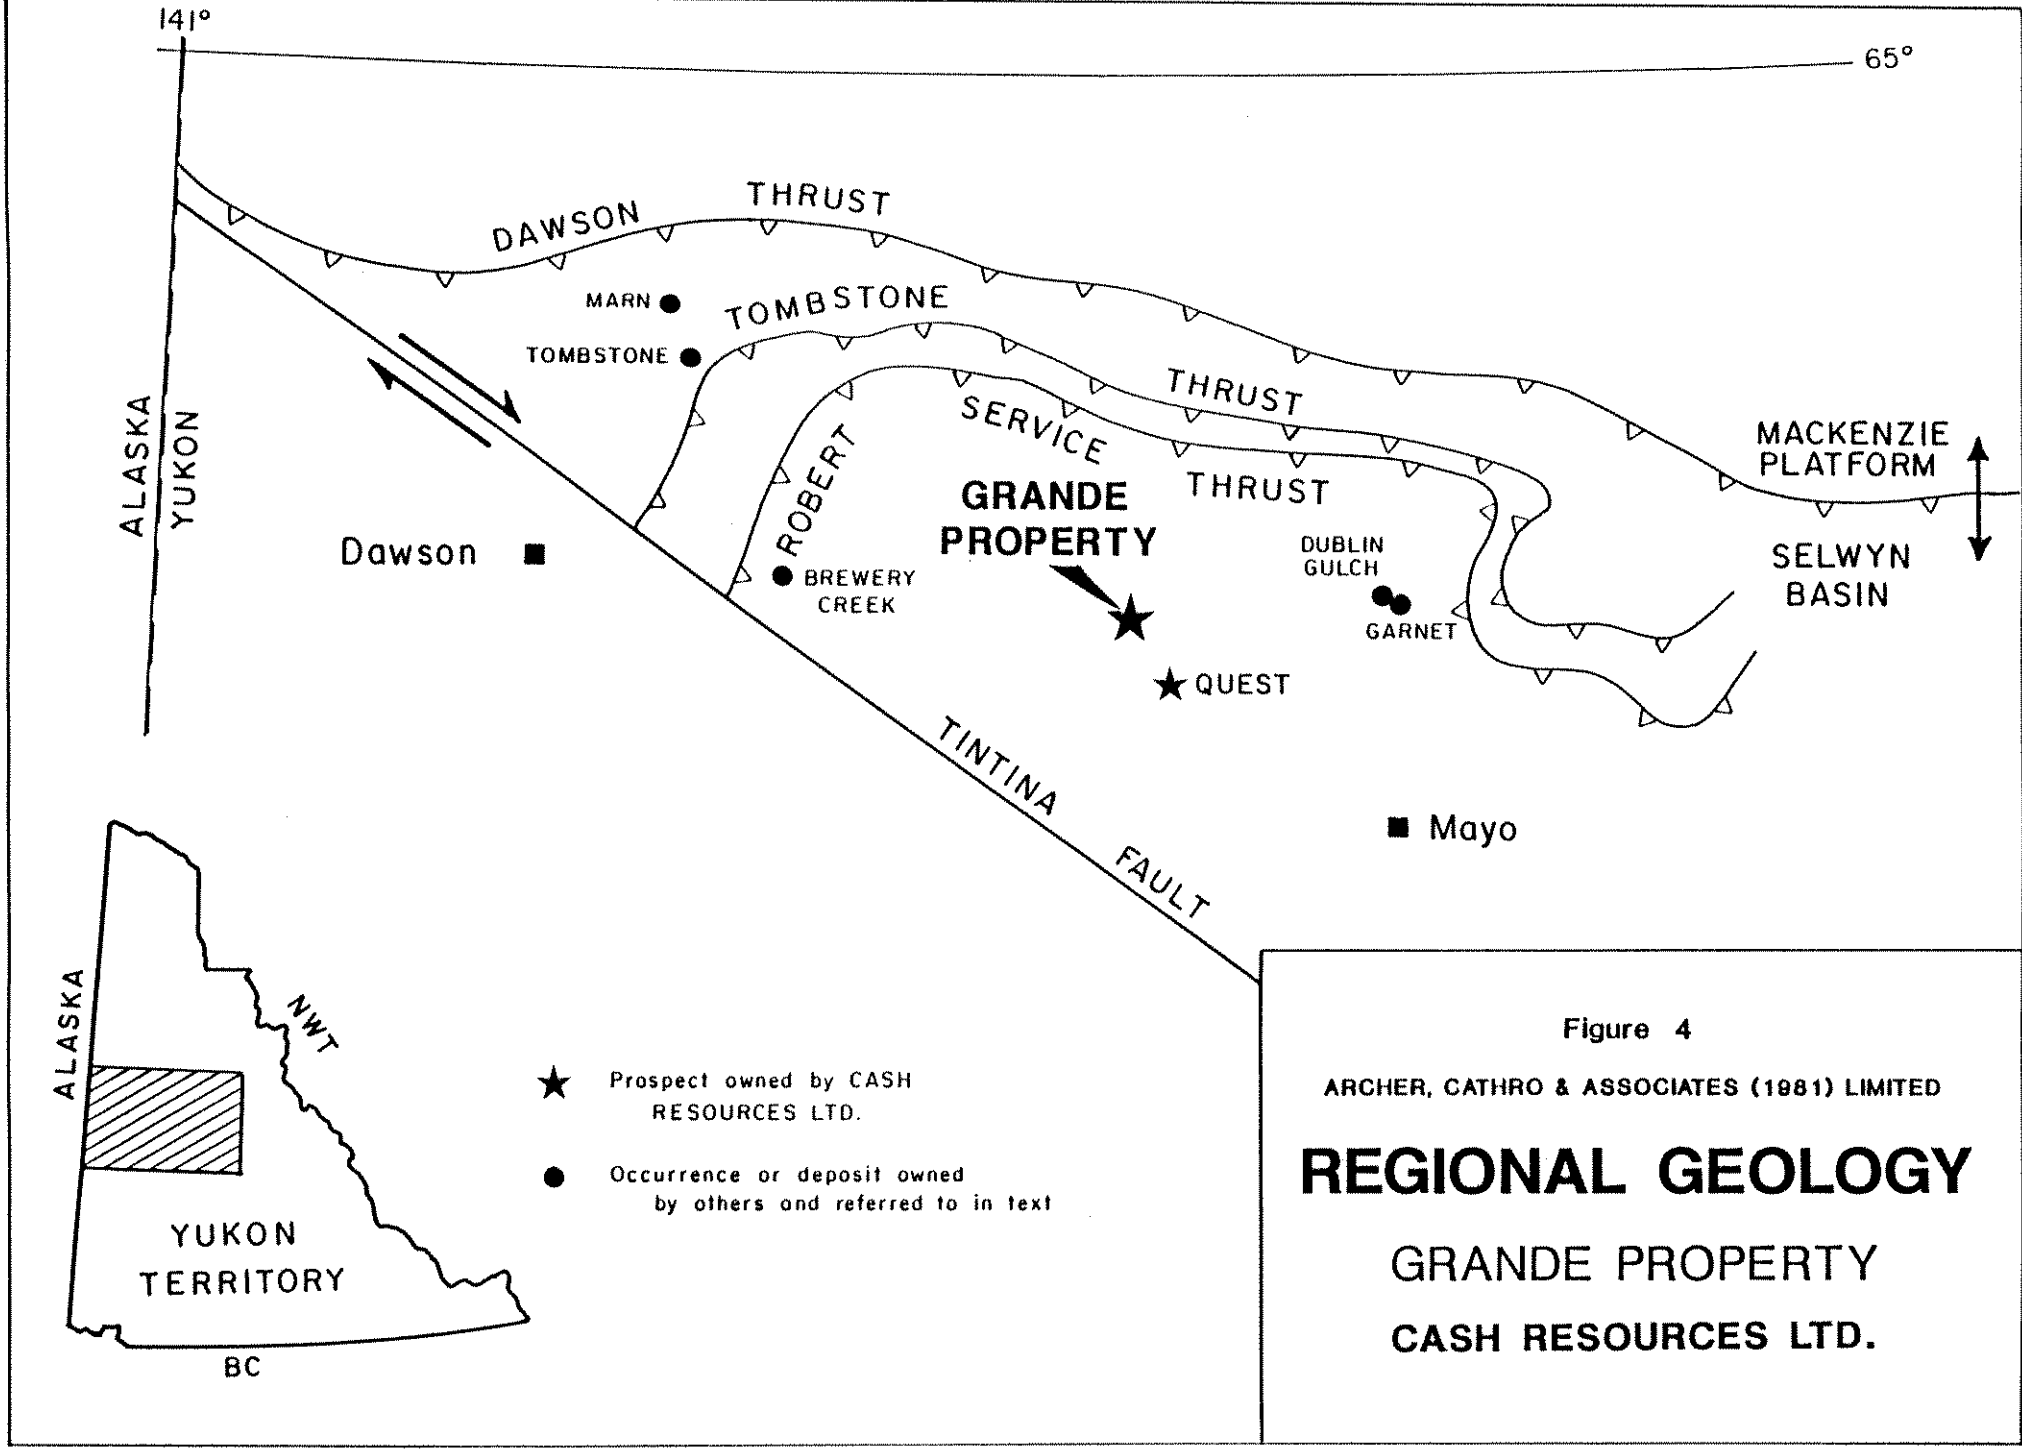 141°
65°
DAWSON THRUST
MARN
TOMBSTONE THRUST
TOMBSTONE
ROBERT SERVICE THRUST
ALASKA
YUKON
MACKENZIE
PLATFORM
SELWYN
BASIN
GRANDE
PROPERTY
Dawson
BREWERY
CREEK
DUBLIN
GULCH
GARNET
QUEST
TINTINA FAULT
Mayo
ALASKA
NWT
YUKON
TERRITORY
BC
Prospect owned by CASH
RESOURCES LTD.
Occurrence or deposit owned
by others and referred to in text
Figure 4
ARCHER, CATHRO & ASSOCIATES (1981) LIMITED
REGIONAL GEOLOGY
GRANDE PROPERTY
CASH RESOURCES LTD.